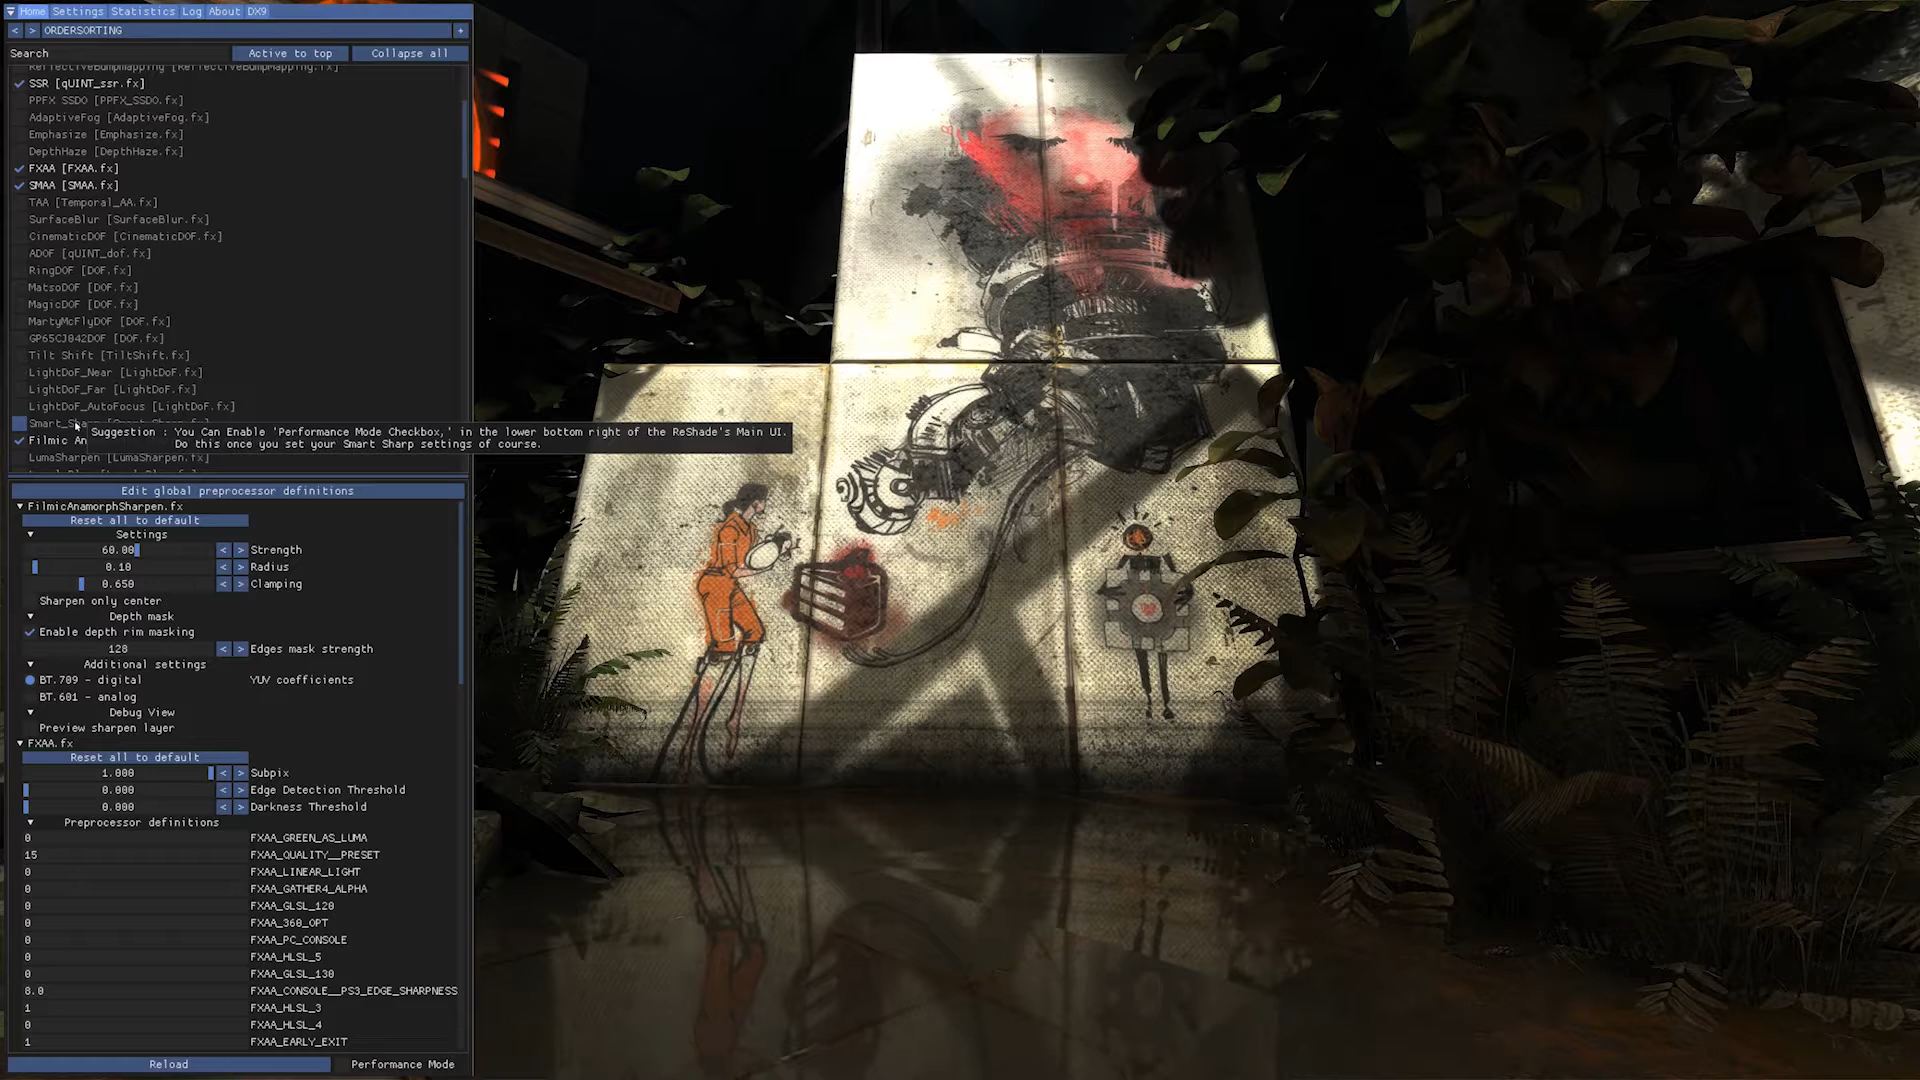 Home Settings Statistics Log About DX9
< > ORDERSORTING +
Search Active to top Collapse all
ReflectiveBumpmapping [ReflectiveBumpMapping.fx]
SSR [qUINT_ssr.fx]
PPFX SSDO [PPFX_SSDO.fx]
AdaptiveFog [AdaptiveFog.fx]
Emphasize [Emphasize.fx]
DepthHaze [DepthHaze.fx]
FXAA [FXAA.fx]
SMAA [SMAA.fx]
TAA [Temporal_AA.fx]
SurfaceBlur [SurfaceBlur.fx]
CinematicDOF [CinematicDOF.fx]
ADOF [qUINT_dof.fx]
RingDOF [DOF.fx]
MatsoDOF [DOF.fx]
MagicDOF [DOF.fx]
MartyMcFlyDOF [DOF.fx]
GP65CJ042DOF [DOF.fx]
Tilt Shift [TiltShift.fx]
LightDoF_Near [LightDoF.fx]
LightDoF_Far [LightDoF.fx]
LightDoF_AutoFocus [LightDoF.fx]
Smart_Sharp
Suggestion : You Can Enable 'Performance Mode Checkbox,' in the lower bottom right of the ReShade's Main UI.
Do this once you set your Smart Sharp settings of course.
Filmic An
LumaSharpen [LumaSharpen.fx]
Edit global preprocessor definitions
FilmicAnamorphSharpen.fx
Reset all to default
Settings
60.00 < > Strength
0.10 < > Radius
0.650 < > Clamping
Sharpen only center
Depth mask
Enable depth rim masking
128 < > Edges mask strength
Additional settings
BT.709 - digital YUV coefficients
BT.601 - analog
Debug View
Preview sharpen layer
FXAA.fx
Reset all to default
1.000 < > Subpix
0.000 < > Edge Detection Threshold
0.000 < > Darkness Threshold
Preprocessor definitions
0 FXAA_GREEN_AS_LUMA
15 FXAA_QUALITY__PRESET
0 FXAA_LINEAR_LIGHT
0 FXAA_GATHER4_ALPHA
0 FXAA_GLSL_120
0 FXAA_360_OPT
0 FXAA_PC_CONSOLE
0 FXAA_HLSL_5
0 FXAA_GLSL_130
8.0 FXAA_CONSOLE__PS3_EDGE_SHARPNESS
1 FXAA_HLSL_3
0 FXAA_HLSL_4
1 FXAA_EARLY_EXIT
Reload Performance Mode